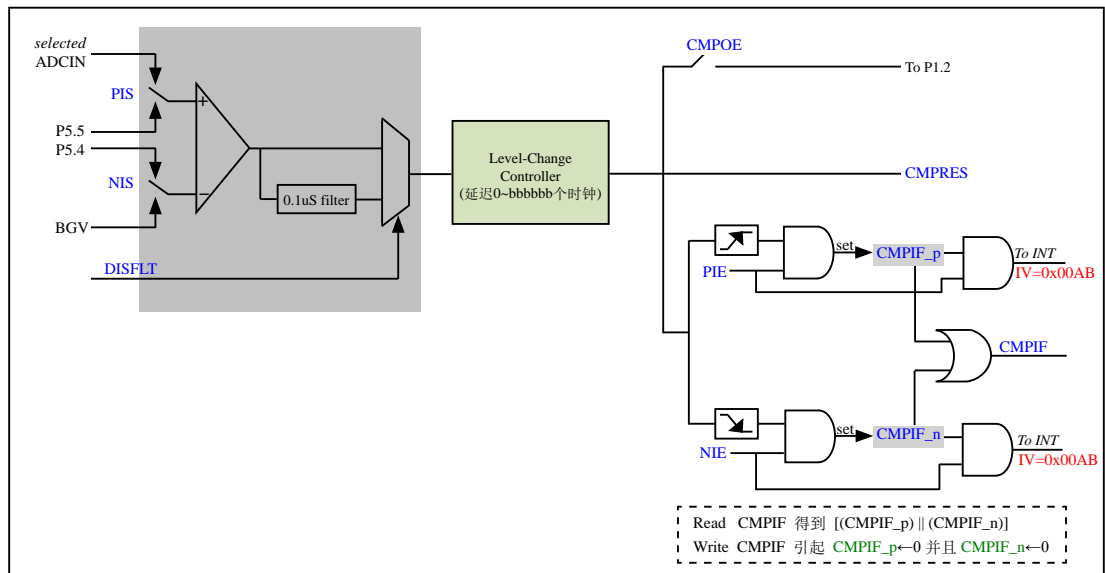 selected
ADCIN
PIS
P5.5
P5.4
NIS
BGV
DISFLT
+
−
0.1uS filter
Level-Change
Controller
(延迟0~bbbbbb个时钟)
CMPOE
To P1.2
CMPRES
PIE
set
CMPIF_p
To INT
IV=0x00AB
CMPIF
NIE
set
CMPIF_n
To INT
IV=0x00AB
Read CMPIF 得到 [(CMPIF_p) || (CMPIF_n)]
Write CMPIF 引起 CMPIF_p←0 并且 CMPIF_n←0